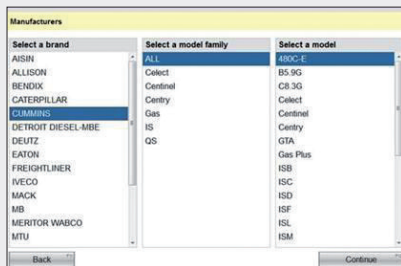 Manufacturers
Select a brand
AISIN
ALLISON
BENDIX
CATERPILLAR
CUMMINS
DETROIT DIESEL-MBE
DEUTZ
EATON
FREIGHTLINER
IVECO
MACK
MB
MERITOR WABCO
MTU
Select a model family
ALL
Celect
Centinel
Centry
Gas
IS
QS
Select a model
480C-E
B5.9G
C8.3G
Celect
Centinel
Centry
GTA
Gas Plus
ISB
ISC
ISD
ISF
ISL
ISM
Back
Continue